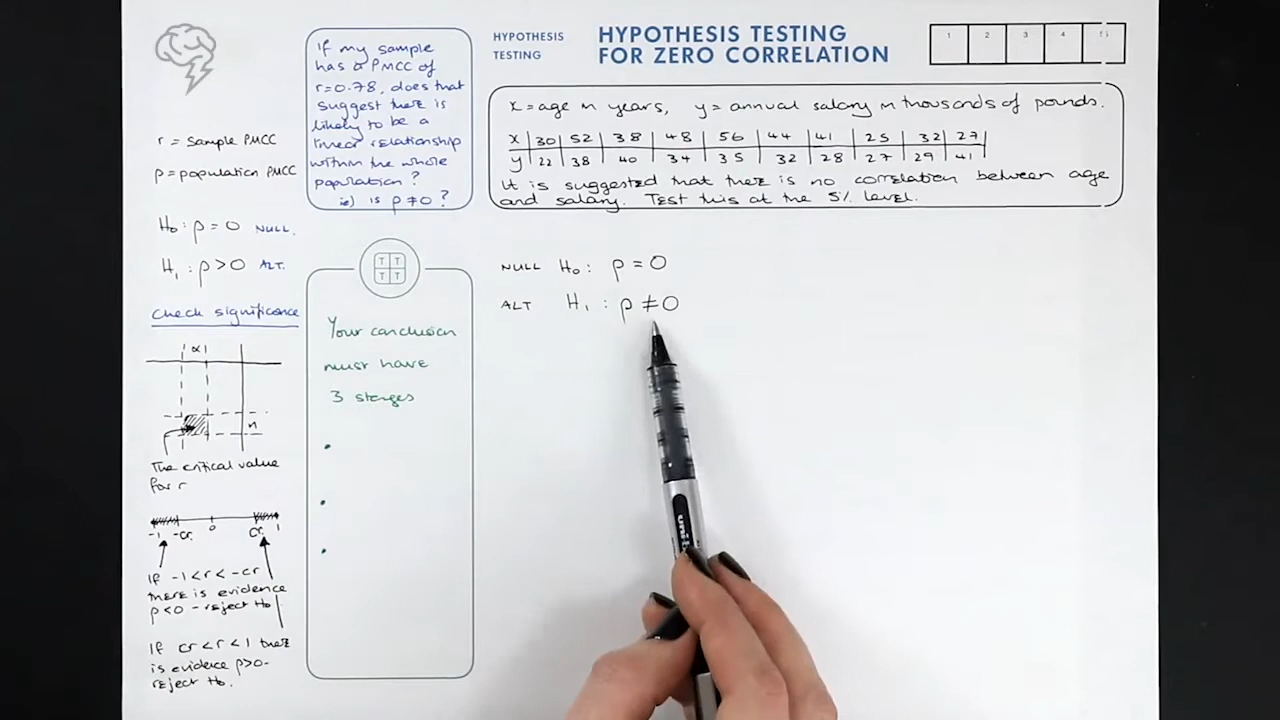 HYPOTHESIS
TESTING
HYPOTHESIS TESTING
FOR ZERO CORRELATION
1 2 3 4 5
r = sample PMCC
ρ = population PMCC
H₀ : ρ = 0 NULL.
H₁ : ρ > 0 ALT.
Check significance
α
n
The critical value
for r
-1 -cr. 0 cr. 1
If -1 < r < -cr
there is evidence
ρ < 0 - reject H₀
If cr < r < 1 there
is evidence ρ > 0 -
reject H₀.
If my sample
has a PMCC of
r = 0.78, does that
suggest there is
likely to be a
linear relationship
within the whole
population?
ie) is ρ ≠ 0?
T T
T T
Your conclusion
must have
3 stages
x = age in years, y = annual salary in thousands of pounds.
x 30 52 38 48 56 44 41 25 32 27
y 22 38 40 34 35 32 28 27 29 41
It is suggested that there is no correlation between age
and salary. Test this at the 5% level.
NULL H₀ : ρ = 0
ALT H₁ : ρ ≠ 0